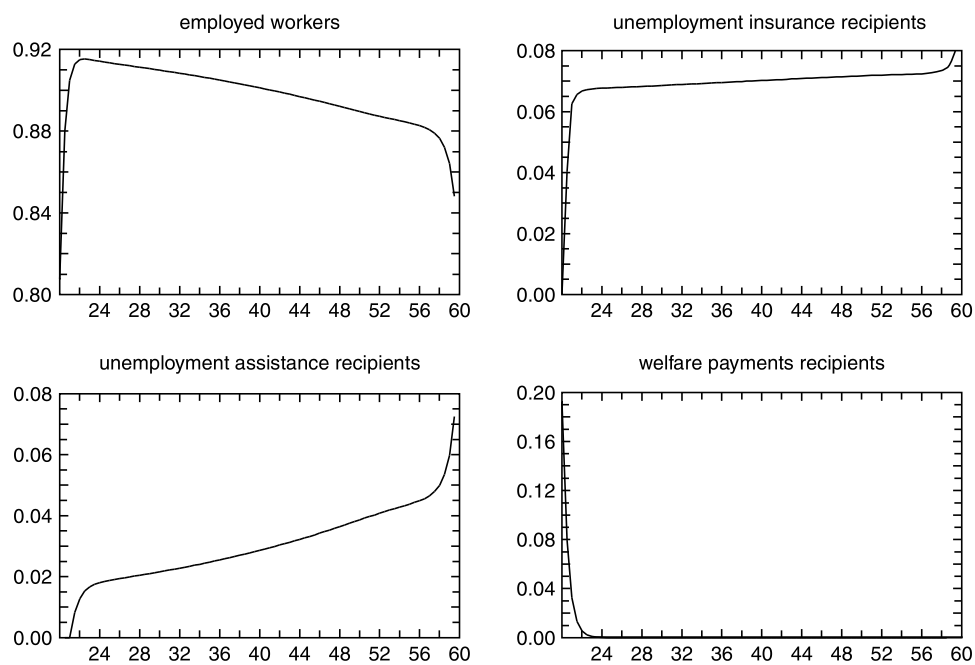 employed workers
0.92
0.88
0.84
0.80
24 28 32 36 40 44 48 52 56 60
unemployment insurance recipients
0.08
0.06
0.04
0.02
0.00
24 28 32 36 40 44 48 52 56 60
unemployment assistance recipients
0.08
0.06
0.04
0.02
0.00
24 28 32 36 40 44 48 52 56 60
welfare payments recipients
0.20
0.16
0.12
0.08
0.04
0.00
24 28 32 36 40 44 48 52 56 60